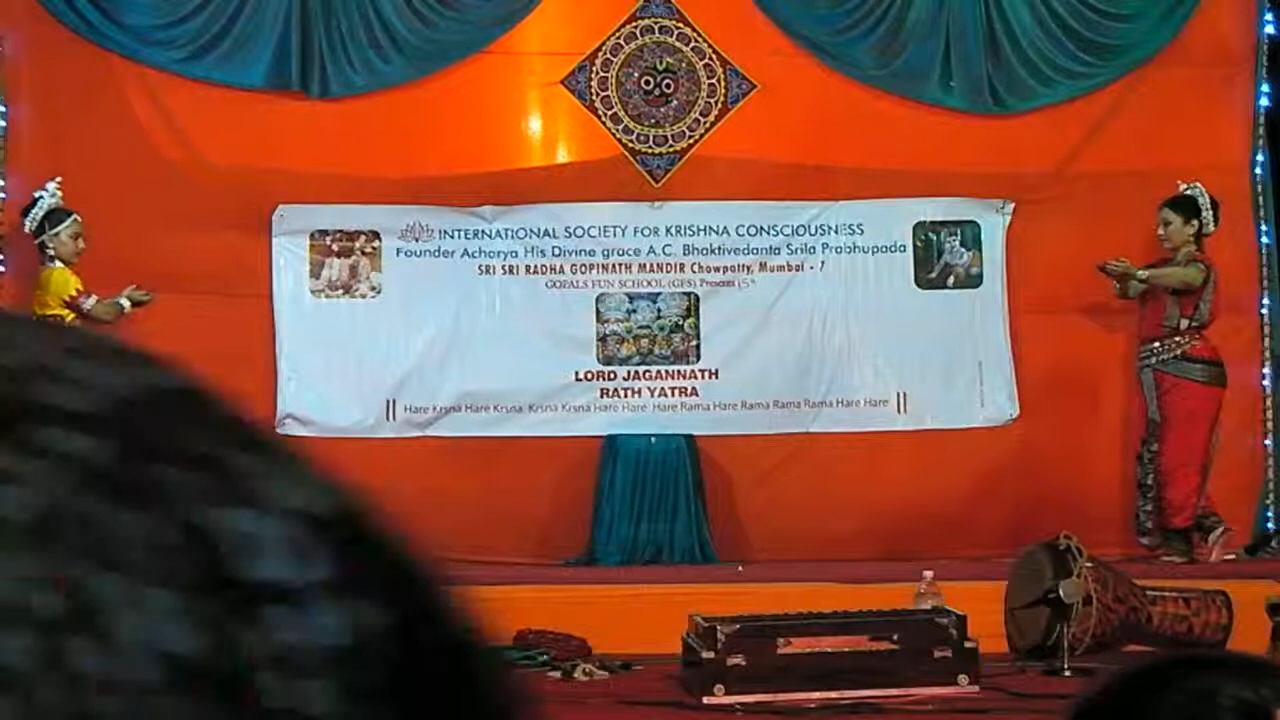 INTERNATIONAL SOCIETY FOR KRISHNA CONSCIOUSNESS
Founder Acharya His Divine grace A.C. Bhaktivedanta Srila Prabhupada
SRI SRI RADHA GOPINATH MANDIR Chowpatty, Mumbai - 7
GOPALS FUN SCHOOL (GFS)
LORD JAGANNATH
RATH YATRA
|| Hare Krsna Hare Krsna Krsna Krsna Hare Hare Hare Rama Hare Rama Rama Rama Hare Hare ||